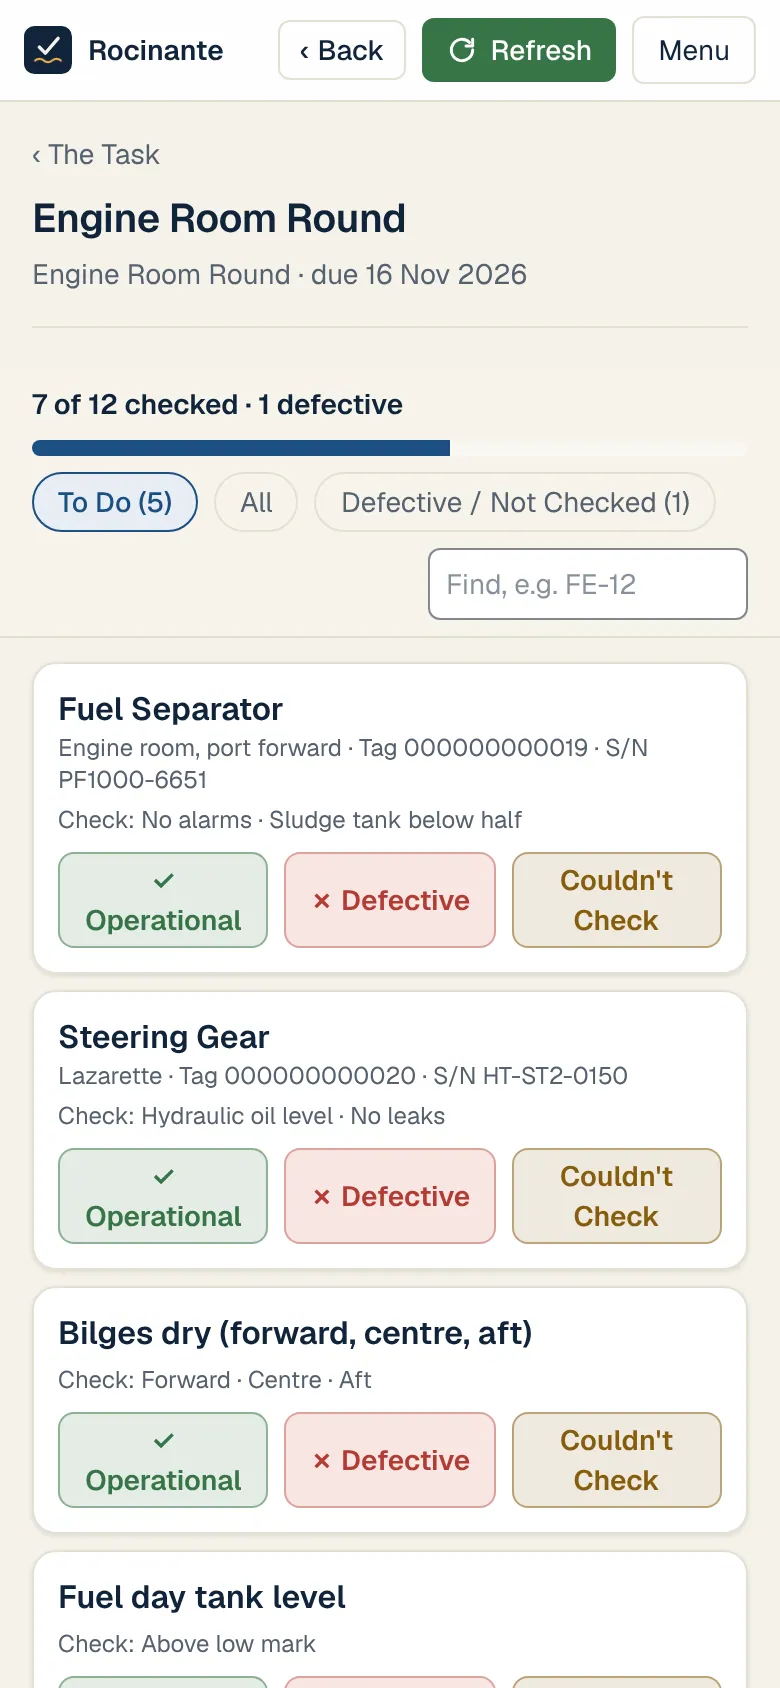 Rocinante
‹ Back
Refresh
Menu
‹ The Task
Engine Room Round
Engine Room Round · due 16 Nov 2026
7 of 12 checked · 1 defective
To Do (5)
All
Defective / Not Checked (1)
Find, e.g. FE-12
Fuel Separator
Engine room, port forward · Tag 000000000019 · S/N
PF1000-6651
Check: No alarms · Sludge tank below half
✓
Operational
× Defective
Couldn't
Check
Steering Gear
Lazarette · Tag 000000000020 · S/N HT-ST2-0150
Check: Hydraulic oil level · No leaks
✓
Operational
× Defective
Couldn't
Check
Bilges dry (forward, centre, aft)
Check: Forward · Centre · Aft
✓
Operational
× Defective
Couldn't
Check
Fuel day tank level
Check: Above low mark